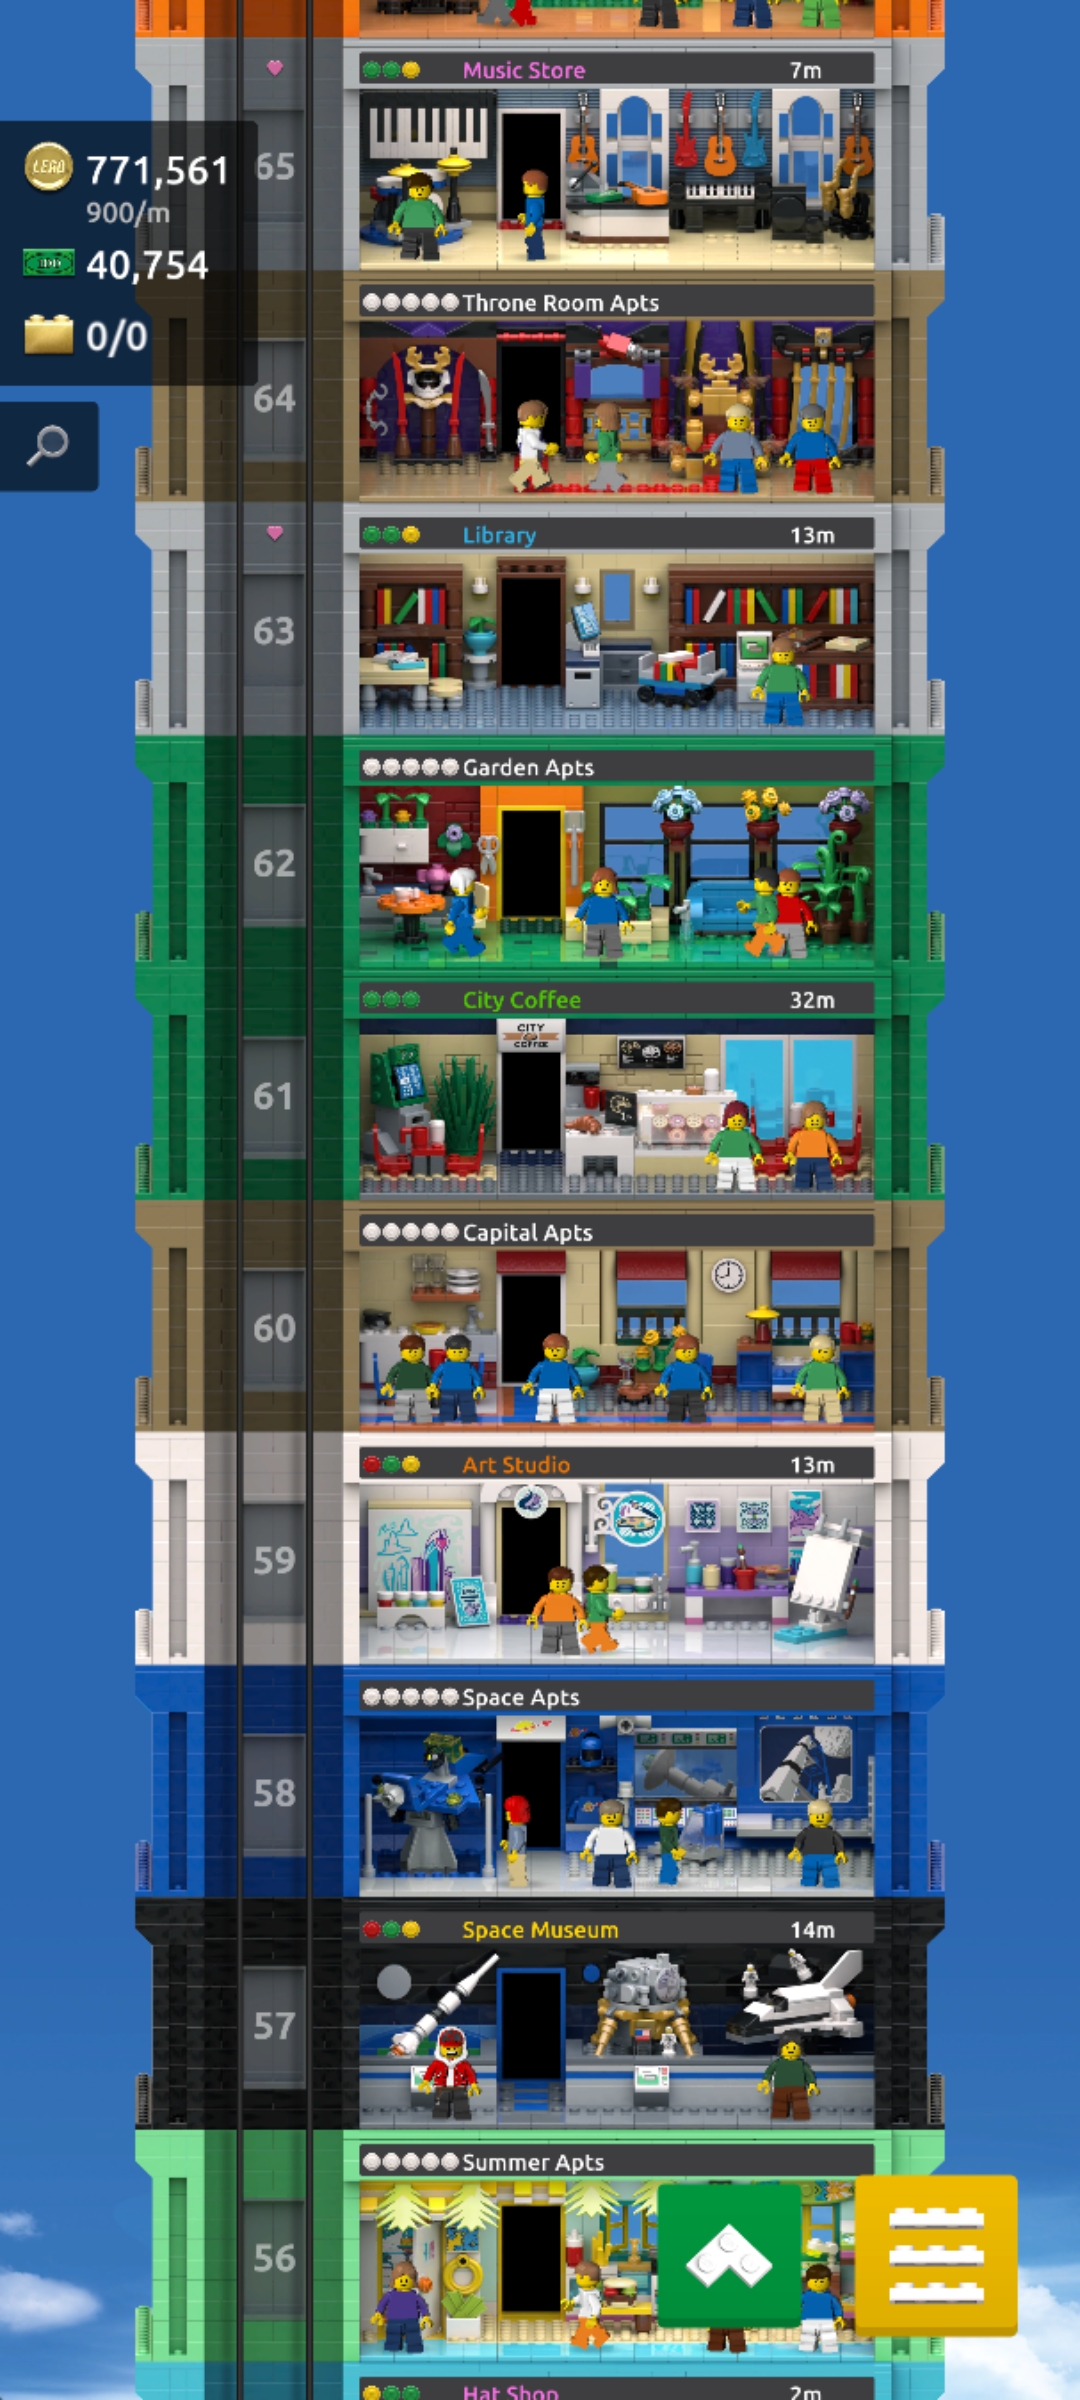 Music Store 7m
65
LEGO 771,561
900/m
40,754
0/0
Throne Room Apts
64
Library 13m
63
Garden Apts
62
City Coffee 32m
CITY
COFFEE
61
Capital Apts
60
Art Studio 13m
59
Space Apts
58
Space Museum 14m
57
Summer Apts
56
Hat Shop 2m